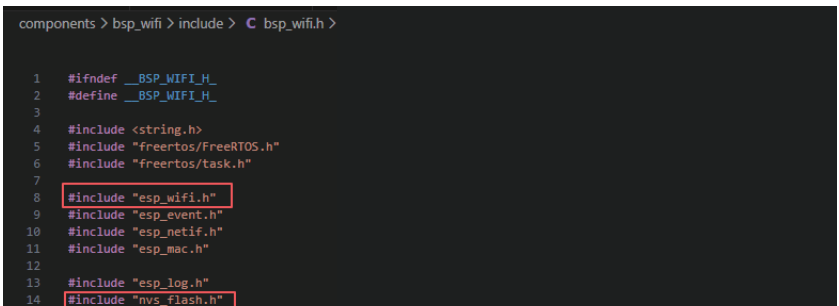 components > bsp_wifi > include > C bsp_wifi.h >
1 #ifndef __BSP_WIFI_H_
2 #define __BSP_WIFI_H_
3
4 #include <string.h>
5 #include "freertos/FreeRTOS.h"
6 #include "freertos/task.h"
7
8 #include "esp_wifi.h"
9 #include "esp_event.h"
10 #include "esp_netif.h"
11 #include "esp_mac.h"
12
13 #include "esp_log.h"
14 #include "nvs_flash.h"